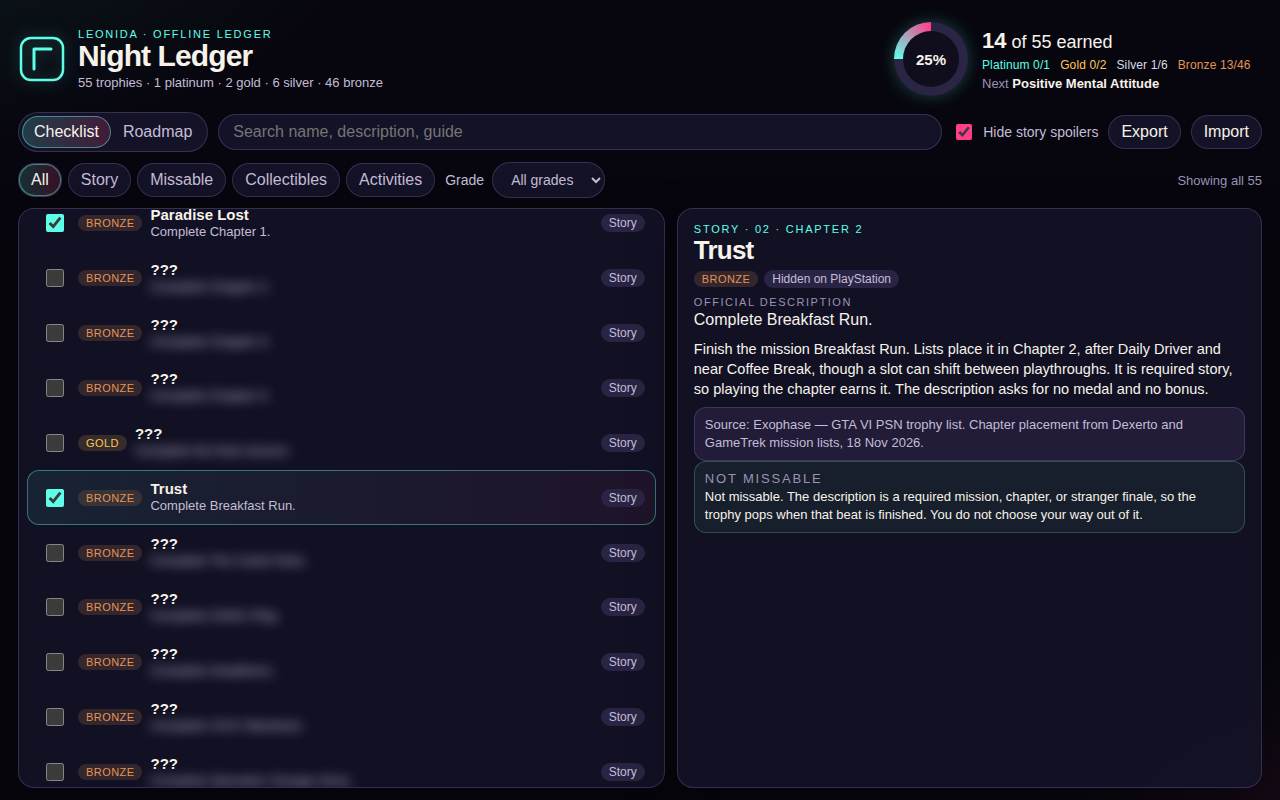 LEONIDA · OFFLINE LEDGER
Night Ledger
55 trophies · 1 platinum · 2 gold · 6 silver · 46 bronze
25%
14 of 55 earned
Platinum 0/1 Gold 0/2 Silver 1/6 Bronze 13/46
Next Positive Mental Attitude
Checklist Roadmap
Search name, description, guide
Hide story spoilers
Export
Import
All Story Missable Collectibles Activities Grade All grades
Showing all 55
BRONZE Paradise Lost Story
Complete Chapter 1.
BRONZE ??? Story
BRONZE ??? Story
BRONZE ??? Story
GOLD ??? Story
BRONZE Trust Story
Complete Breakfast Run.
BRONZE ??? Story
BRONZE ??? Story
BRONZE ??? Story
BRONZE ??? Story
BRONZE ??? Story
STORY · 02 · CHAPTER 2
Trust
BRONZE Hidden on PlayStation
OFFICIAL DESCRIPTION
Complete Breakfast Run.
Finish the mission Breakfast Run. Lists place it in Chapter 2, after Daily Driver and
near Coffee Break, though a slot can shift between playthroughs. It is required story,
so playing the chapter earns it. The description asks for no medal and no bonus.
Source: Exophase — GTA VI PSN trophy list. Chapter placement from Dexerto and
GameTrek mission lists, 18 Nov 2026.
NOT MISSABLE
Not missable. The description is a required mission, chapter, or stranger finale, so the
trophy pops when that beat is finished. You do not choose your way out of it.